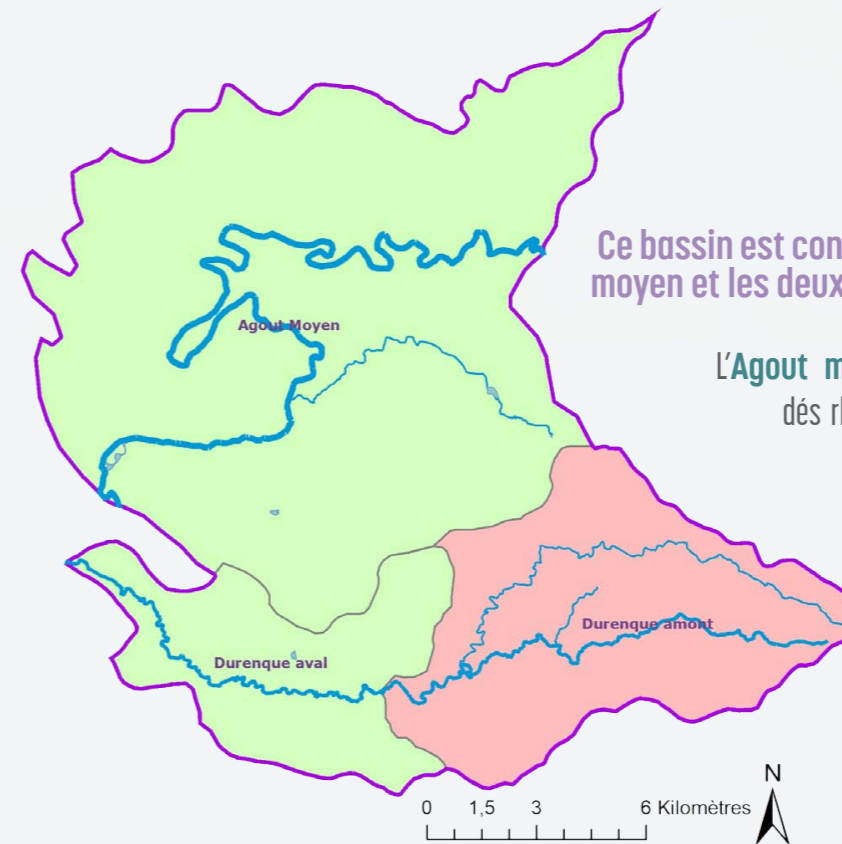 Ce bassin est con
moyen et les deux
L'Agout m
dés rl
Agout Moyen
Durenque amont
Durenque aval
0 1,5 3 6 Kilomètres
N